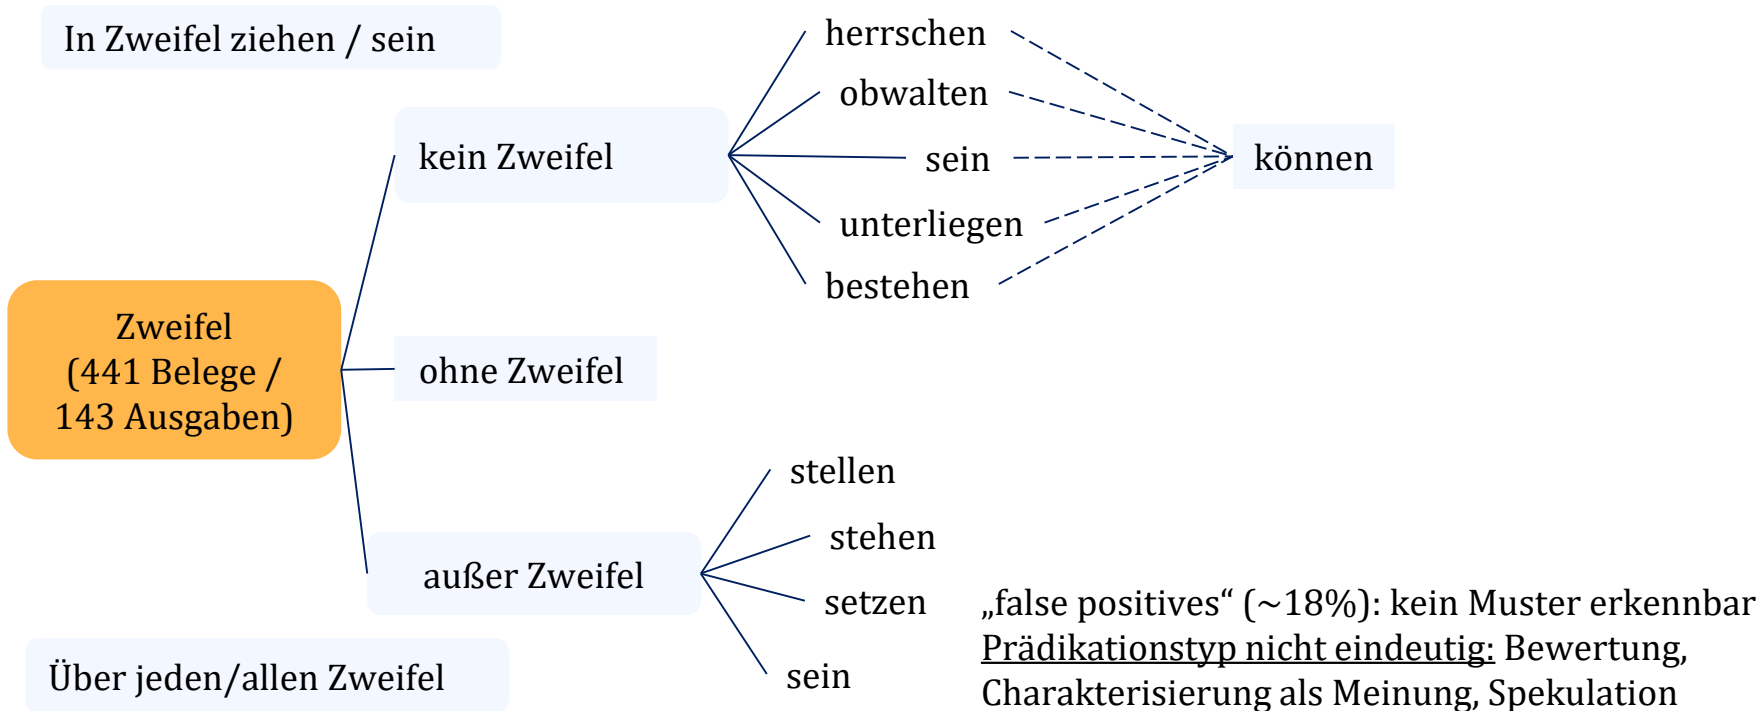 In Zweifel ziehen / sein
kein Zweifel
herrschen
obwalten
sein
unterliegen
bestehen
können
Zweifel
(441 Belege /
143 Ausgaben)
ohne Zweifel
außer Zweifel
stellen
stehen
setzen
sein
Über jeden/allen Zweifel
„false positives“ (~18%): kein Muster erkennbar
Prädikationstyp nicht eindeutig: Bewertung,
Charakterisierung als Meinung, Spekulation